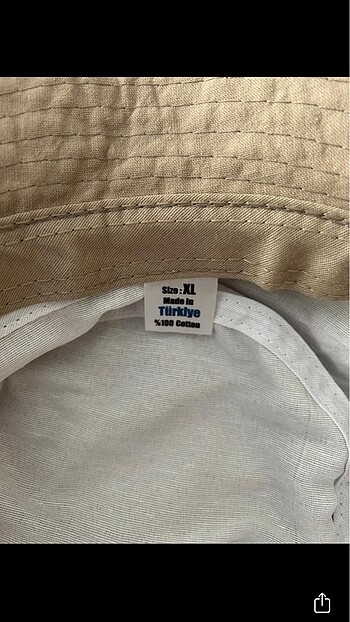 Size: XL
Made in
Türkiye
%100 Cotton